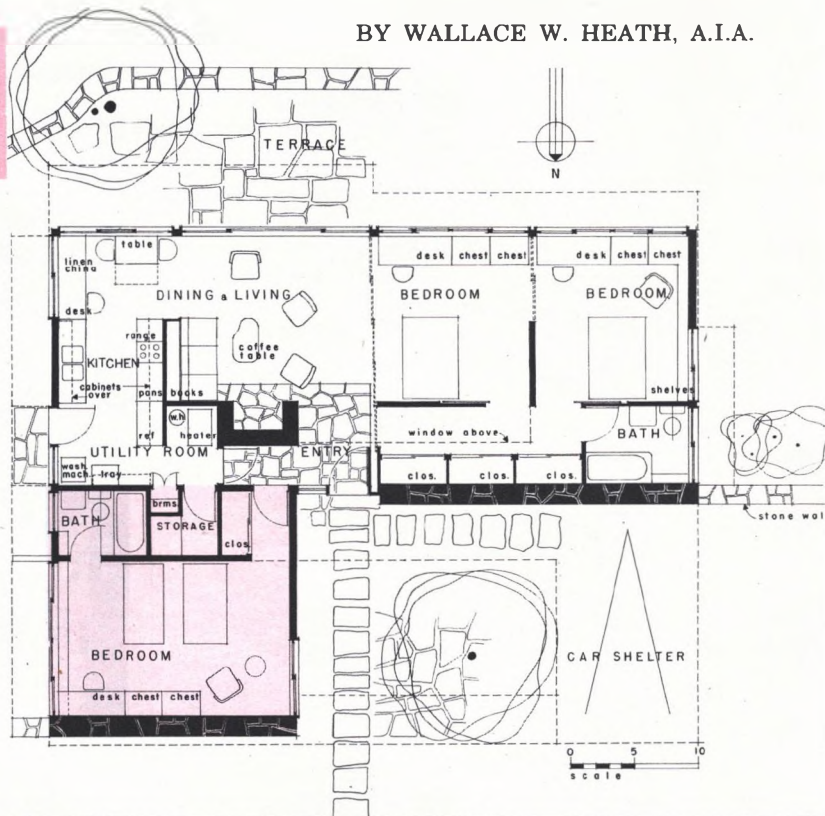 BY WALLACE W. HEATH, A.I.A.
TERRACE
N
table
linen
china
desk
chest
chest
desk
chest
chest
DINING & LIVING
BEDROOM
BEDROOM
desk
range
coffee
table
KITCHEN
cabinets
over
pans
books
shelves
w.h
ref
heater
window above
BATH
UTILITY ROOM
ENTRY
wash
mach.
tray
clos.
clos.
clos.
brms.
BATH
STORAGE
clos.
stone wal
BEDROOM
CAR SHELTER
desk
chest
chest
0 5 10
scale